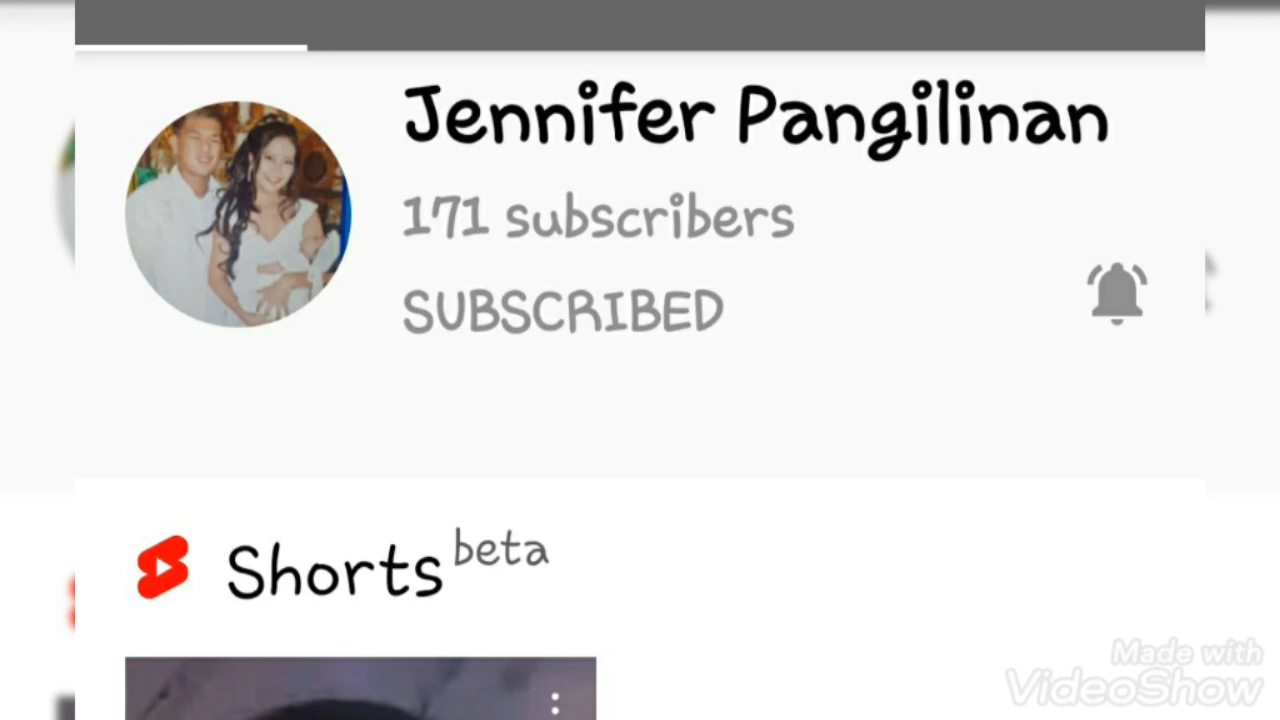 Jennifer Pangilinan
171 subscribers
SUBSCRIBED
Shorts beta
Made with
VideoShow